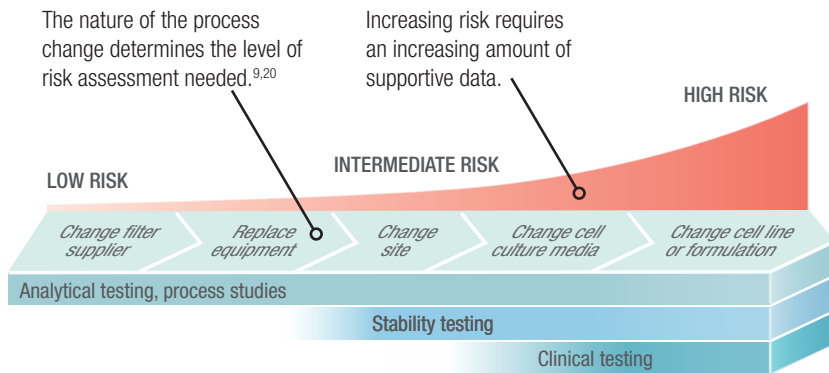 The nature of the process
change determines the level of
risk assessment needed.9,20
Increasing risk requires
an increasing amount of
supportive data.
HIGH RISK
INTERMEDIATE RISK
LOW RISK
Change filter
supplier
Replace
equipment
Change
site
Change cell
culture media
Change cell line
or formulation
Analytical testing, process studies
Stability testing
Clinical testing